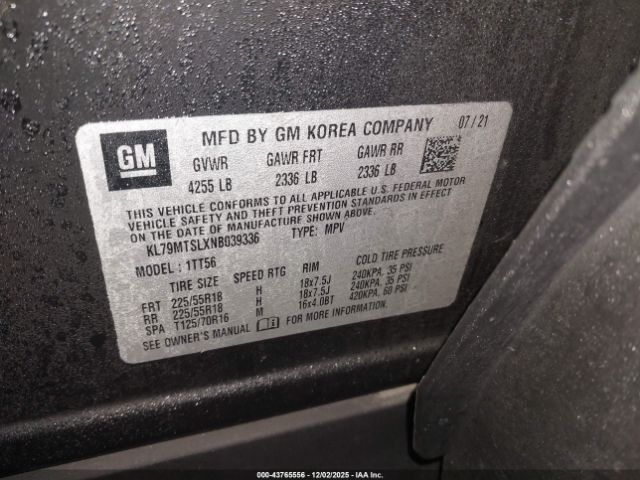 GM
MFD BY GM KOREA COMPANY 07/21
GVWR GAWR FRT GAWR RR
4255 LB 2336 LB 2336 LB
THIS VEHICLE CONFORMS TO ALL APPLICABLE U.S. FEDERAL MOTOR
VEHICLE SAFETY AND THEFT PREVENTION STANDARDS IN EFFECT
ON THE DATE OF MANUFACTURE SHOWN ABOVE.
KL79MTSLXNB039336 TYPE: MPV
MODEL: 1TT56
TIRE SIZE SPEED RTG RIM COLD TIRE PRESSURE
FRT 225/55R18 H 18x7.5J 240KPA, 35 PSI
RR 225/55R18 H 18x7.5J 240KPA, 35 PSI
SPA T125/70R16 M 16x4.0BT 420KPA, 60 PSI
SEE OWNER'S MANUAL FOR MORE INFORMATION.
000-43765556 12/02/2025 IAA Inc.